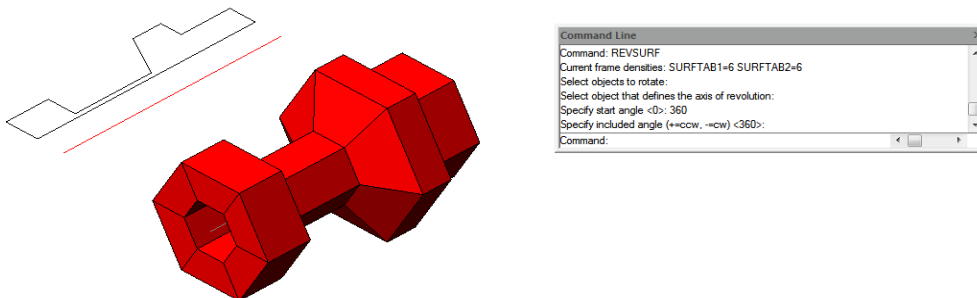 Command Line
Command: REVSURF
Current frame densities: SURFTAB1=6 SURFTAB2=6
Select objects to rotate:
Select object that defines the axis of revolution:
Specify start angle <0>: 360
Specify included angle (+=ccw, -=cw) <360>:
Command: